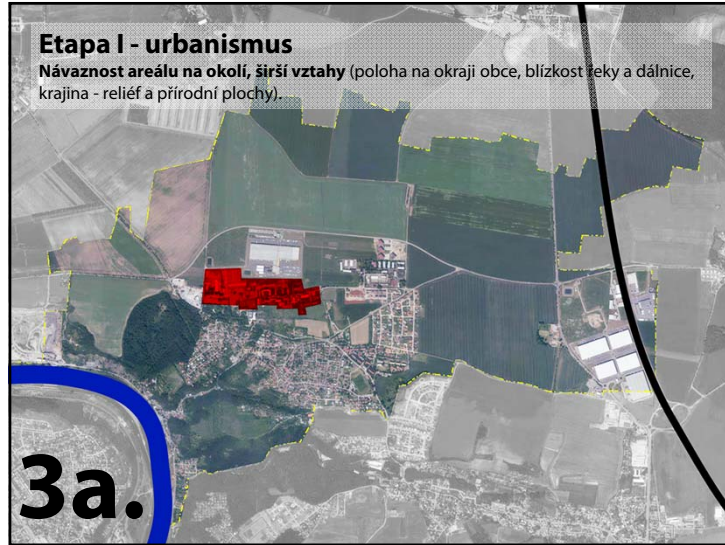 Etapa I - urbanismus
Návaznost areálu na okolí, širší vztahy (poloha na okraji obce, blízkost řeky a dálnice,
krajina - reliéf a přírodní plochy).
3a.